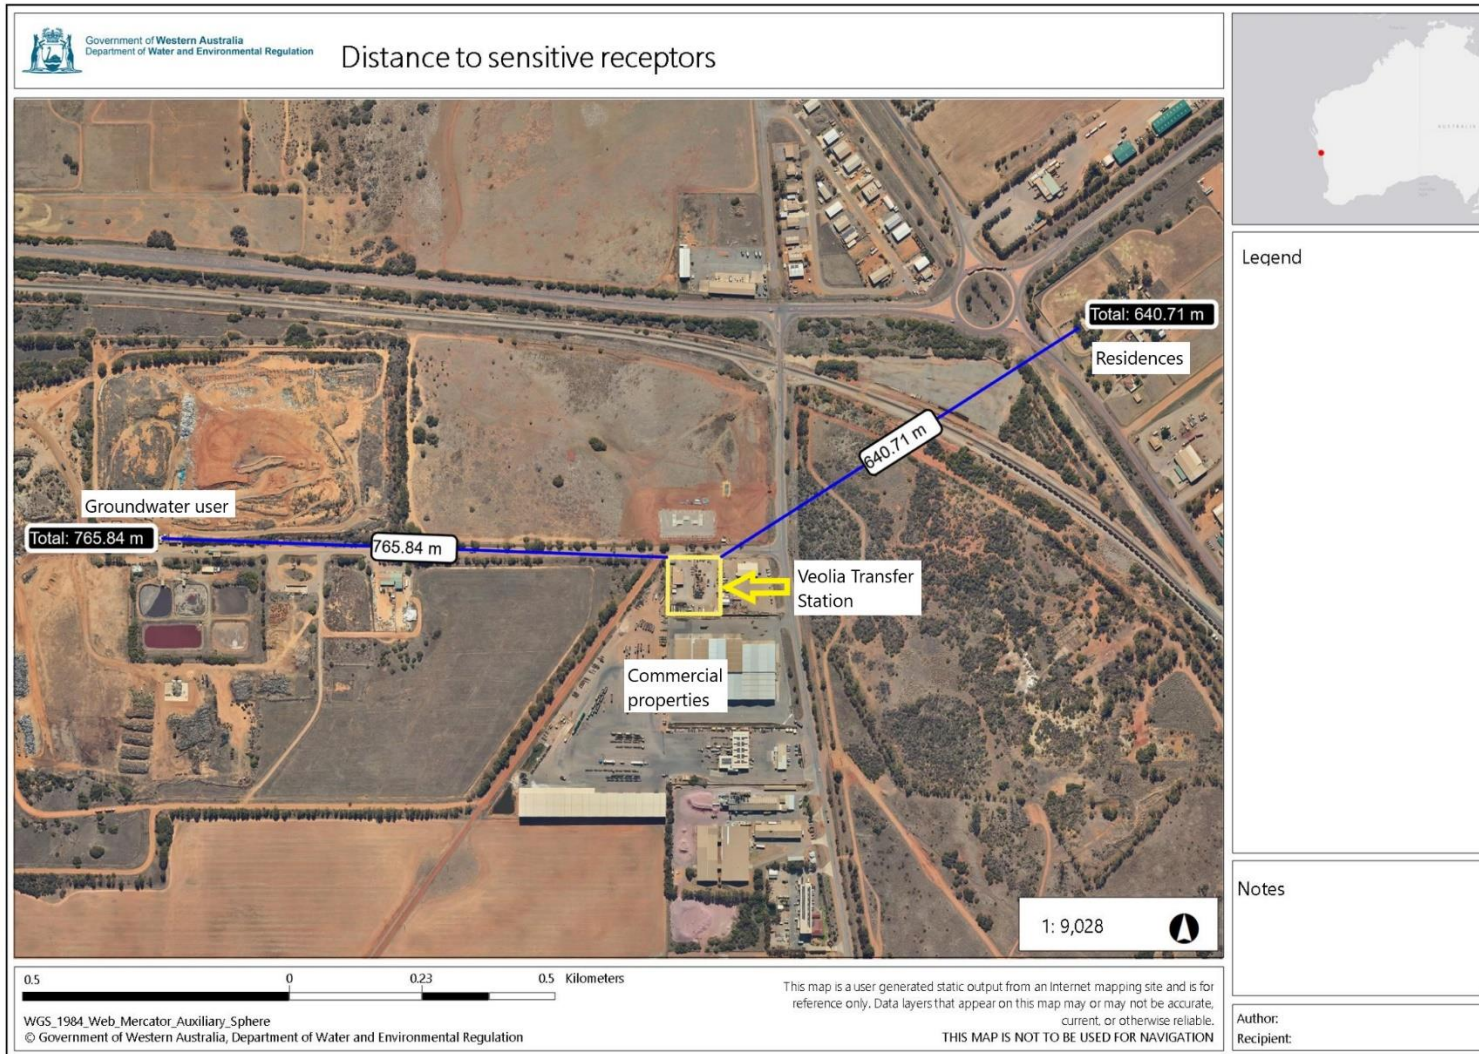 Government of Western Australia
Department of Water and Environmental Regulation
Distance to sensitive receptors
AUSTRALIA
Legend
Total: 640.71 m
Residences
640.71 m
Groundwater user
Total: 765.84 m
765.84 m
Veolia Transfer
Station
Commercial
properties
1: 9,028
Notes
0.5 0 0.23 0.5 Kilometers
WGS_1984_Web_Mercator_Auxiliary_Sphere
© Government of Western Australia, Department of Water and Environmental Regulation
This map is a user generated static output from an Internet mapping site and is for
reference only. Data layers that appear on this map may or may not be accurate,
current, or otherwise reliable.
THIS MAP IS NOT TO BE USED FOR NAVIGATION
Author:
Recipient: